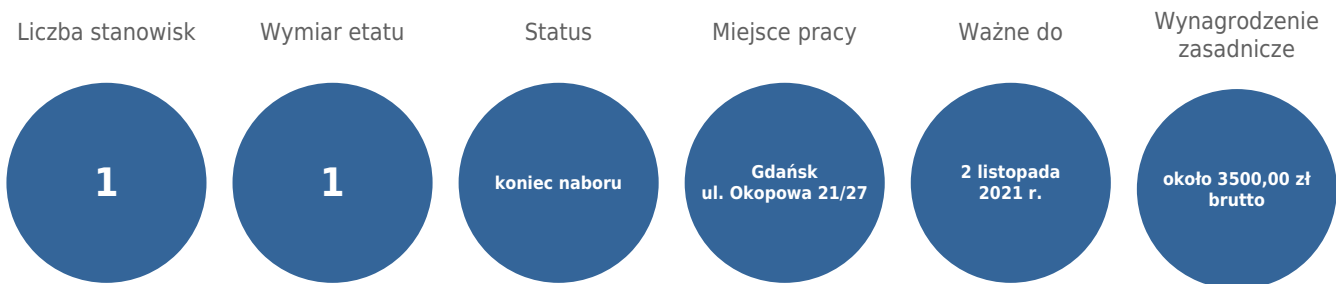 Liczba stanowisk
1
Wymiar etatu
1
Status
koniec naboru
Miejsce pracy
Gdańsk
ul. Okopowa 21/27
Ważne do
2 listopada
2021 r.
Wynagrodzenie
zasadnicze
około 3500,00 zł
brutto